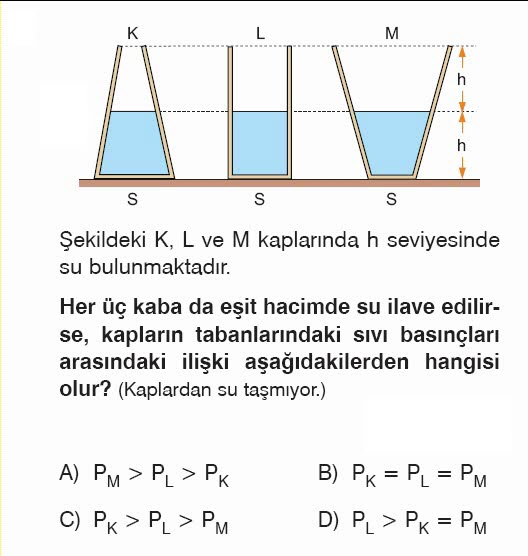 K L M
h
h
S S S
Şekildeki K, L ve M kaplarında h seviyesinde
su bulunmaktadır.
Her üç kaba da eşit hacimde su ilave edilir-
se, kapların tabanlarındaki sıvı basınçları
arasındaki ilişki aşağıdakilerden hangisi
olur? (Kaplardan su taşmıyor.)
A) P_M > P_L > P_K B) P_K = P_L = P_M
C) P_K > P_L > P_M D) P_L > P_K = P_M